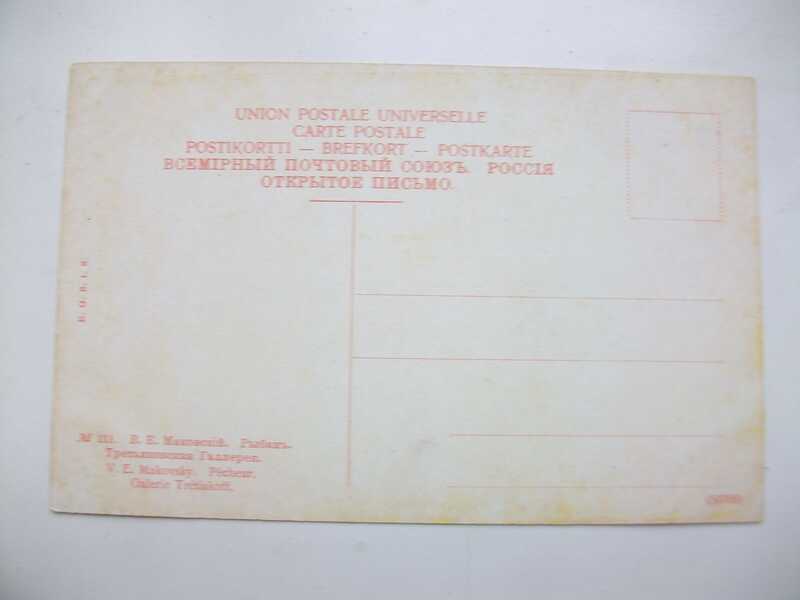 UNION POSTALE UNIVERSELLE
CARTE POSTALE
POSTIKORTTI — BREFKORT — POSTKARTE
ВСЕМІРНЫЙ ПОЧТОВЫЙ СОЮЗЪ. РОССІЯ
ОТКРЫТОЕ ПИСЬМО.
В. Е. Маковскій. Рыбакъ.
Третьяковская Галлерея.
V. E. Makovsky. Pêcheur.
Galerie Tretiakoff.